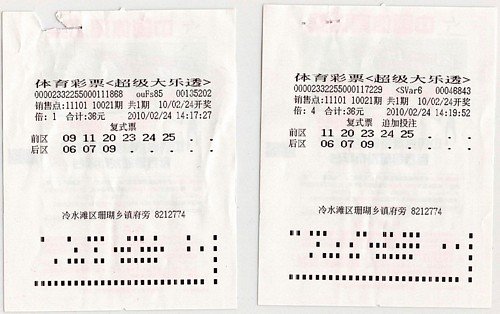 体育彩票<超级大乐透>
000023322550001​11868 ouFs85 00135202
销售点:11101 10021期 共1期 10/02/24开奖
倍: 1 合计:36元 2010/02/24 14:17:27
复式票
前区 09 11 20 23 24 25 . .
后区 06 07 09 . . . . .
冷水滩区珊瑚乡镇府旁 8212774
体育彩票<超级大乐透>
00002332255000117229 <SVar6 00046843
销售点:11101 10021期 共1期 10/02/24开奖
倍: 4 合计:36元 2010/02/24 14:19:52
复式票 追加投注
前区 11 20 23 24 25 . . .
后区 06 07 09 . . . . .
冷水滩区珊瑚乡镇府旁 8212774